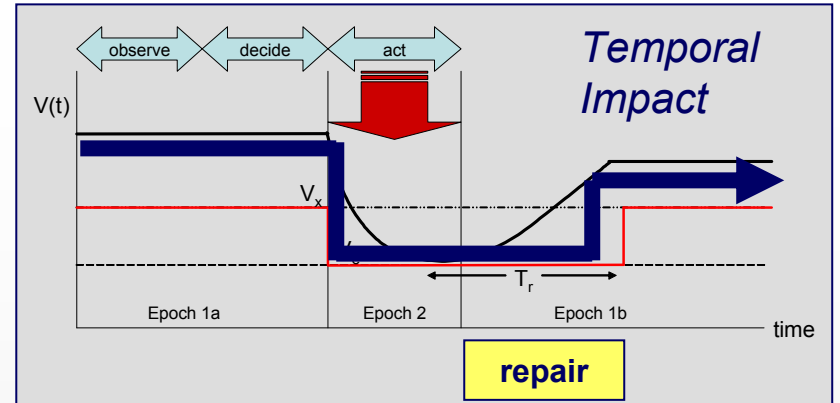 observe decide act
Temporal
Impact
V(t)
Vx
Tr
Epoch 1a Epoch 2 Epoch 1b
time
repair